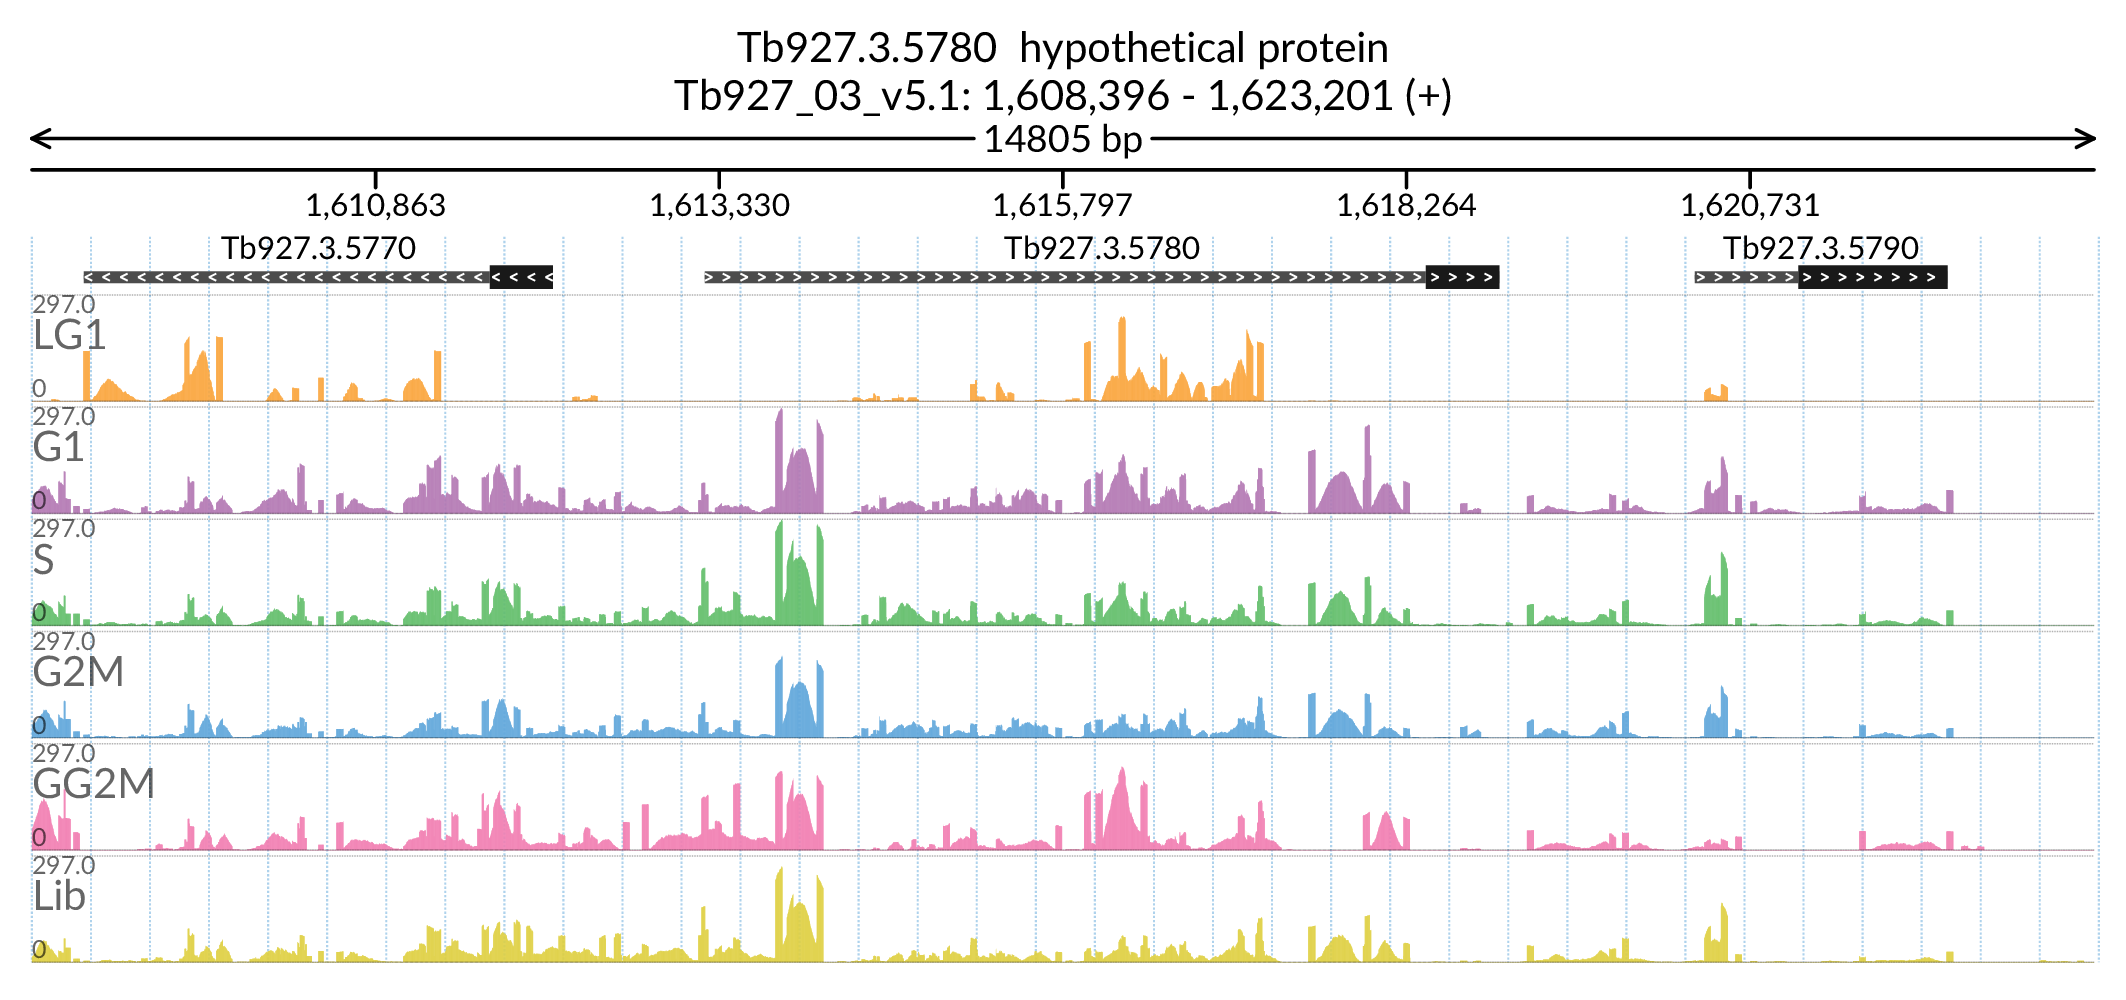 Tb927.3.5780 hypothetical protein
Tb927_03_v5.1: 1,608,396 - 1,623,201 (+)
14805 bp
1,610,863 1,613,330 1,615,797 1,618,264 1,620,731
Tb927.3.5770 Tb927.3.5780 Tb927.3.5790
297.0
LG1
0
297.0
G1
0
297.0
S
0
297.0
G2M
0
297.0
GG2M
0
297.0
Lib
0